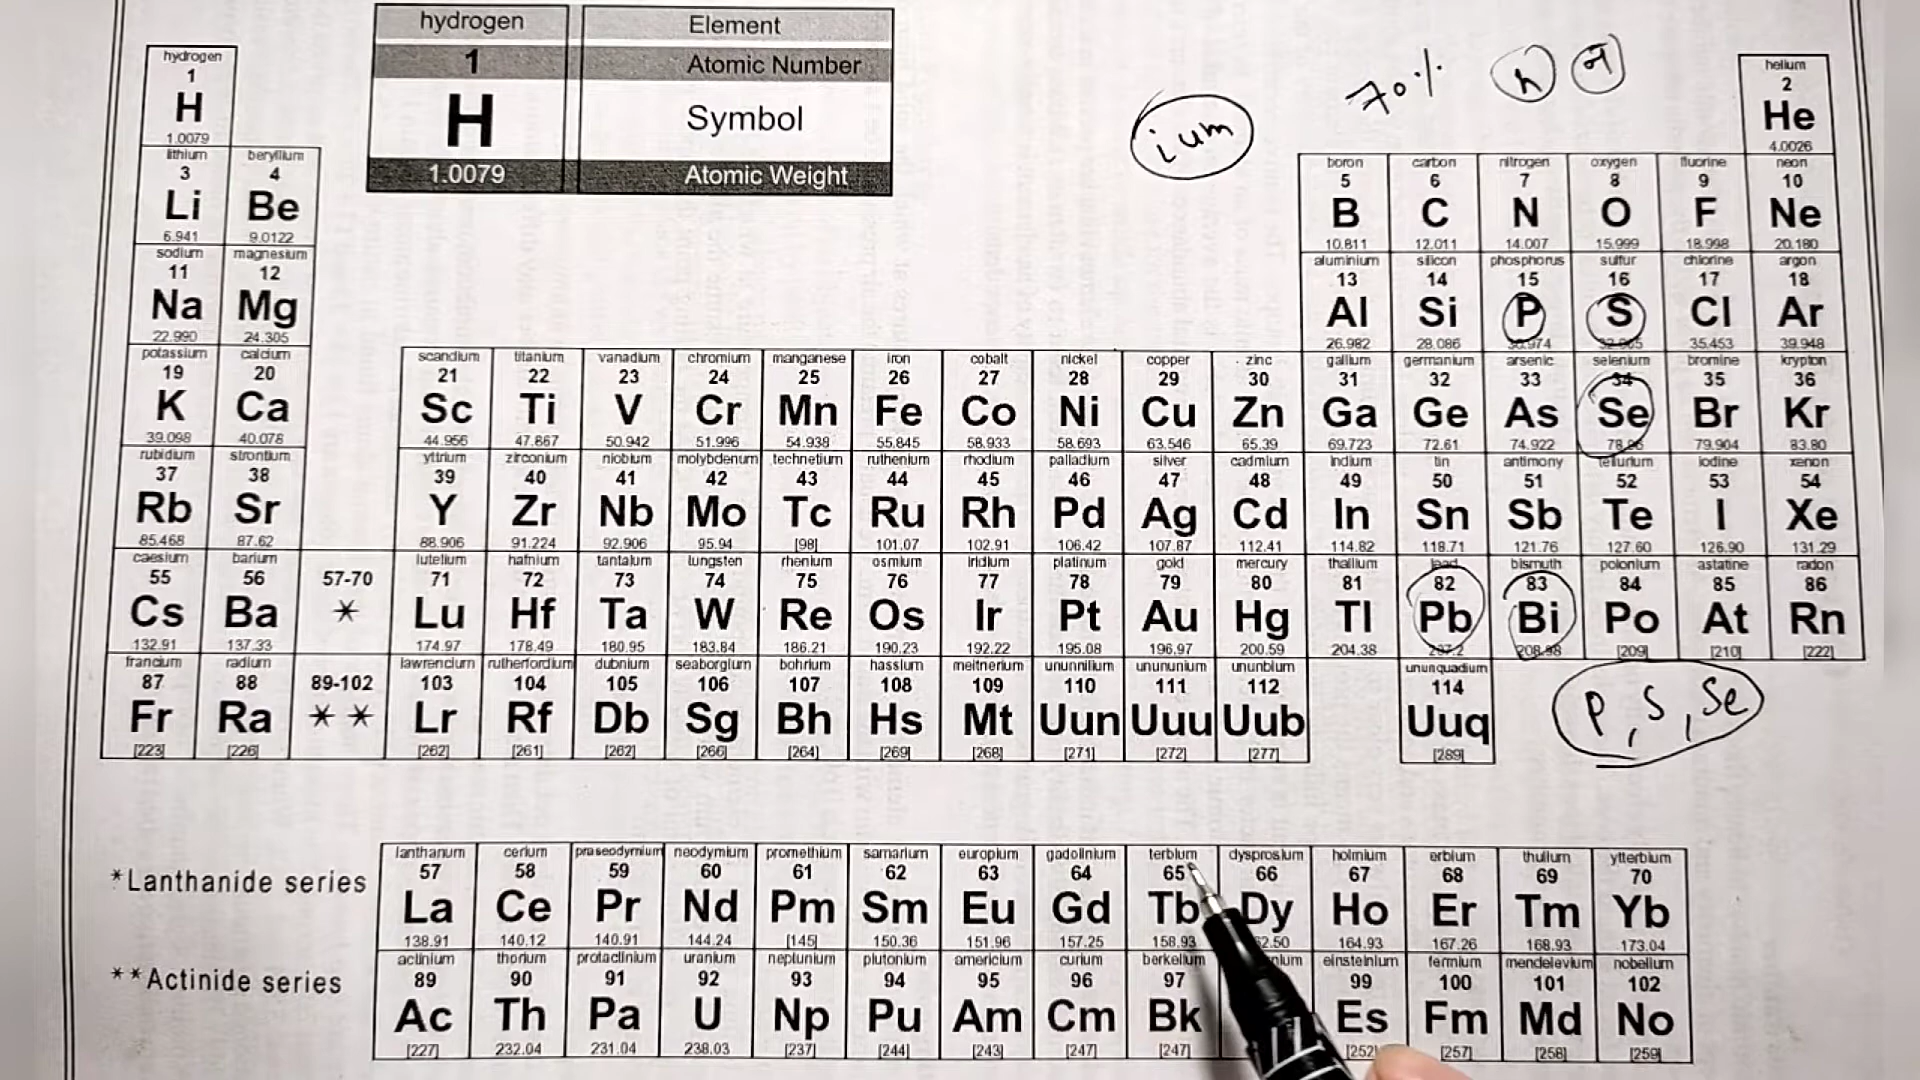 hydrogen Element
1 Atomic Number
H Symbol
1.0079 Atomic Weight
ium
70% h न
hydrogen helium
1 2
H He
1.0079 4.0026
lithium beryllium boron carbon nitrogen oxygen fluorine neon
3 4 5 6 7 8 9 10
Li Be B C N O F Ne
6.941 9.0122 10.811 12.011 14.007 15.999 18.998 20.180
sodium magnesium aluminium silicon phosphorus sulfur chlorine argon
11 12 13 14 15 16 17 18
Na Mg Al Si P S Cl Ar
22.990 24.305 26.982 28.086 30.974 32.065 35.453 39.948
potassium calcium scandium titanium vanadium chromium manganese iron cobalt nickel copper zinc gallium germanium arsenic selenium bromine krypton
19 20 21 22 23 24 25 26 27 28 29 30 31 32 33 34 35 36
K Ca Sc Ti V Cr Mn Fe Co Ni Cu Zn Ga Ge As Se Br Kr
39.098 40.078 44.956 47.867 50.942 51.996 54.938 55.845 58.933 58.693 63.546 65.39 69.723 72.61 74.922 78.96 79.904 83.80
rubidium strontium yttrium zirconium niobium molybdenum technetium ruthenium rhodium palladium silver cadmium indium tin antimony tellurium iodine xenon
37 38 39 40 41 42 43 44 45 46 47 48 49 50 51 52 53 54
Rb Sr Y Zr Nb Mo Tc Ru Rh Pd Ag Cd In Sn Sb Te I Xe
85.468 87.62 88.906 91.224 92.906 95.94 [98] 101.07 102.91 106.42 107.87 112.41 114.82 118.71 121.76 127.60 126.90 131.29
caesium barium lutetium hafnium tantalum tungsten rhenium osmium iridium platinum gold mercury thallium lead bismuth polonium astatine radon
55 56 57-70 71 72 73 74 75 76 77 78 79 80 81 82 83 84 85 86
Cs Ba * Lu Hf Ta W Re Os Ir Pt Au Hg Tl Pb Bi Po At Rn
132.91 137.33 174.97 178.49 180.95 183.84 186.21 190.23 192.22 195.08 196.97 200.59 204.38 207.2 208.98 [209] [210] [222]
francium radium lawrencium rutherfordium dubnium seaborgium bohrium hassium meitnerium ununnilium unununium ununbium ununquadium
87 88 89-102 103 104 105 106 107 108 109 110 111 112 114
Fr Ra ** Lr Rf Db Sg Bh Hs Mt Uun Uuu Uub Uuq
[223] [226] [262] [261] [262] [266] [264] [269] [268] [271] [272] [277] [289]
P, S, Se
lanthanum cerium praseodymium neodymium promethium samarium europium gadolinium terbium dysprosium holmium erbium thulium ytterbium
*Lanthanide series 57 58 59 60 61 62 63 64 65 66 67 68 69 70
La Ce Pr Nd Pm Sm Eu Gd Tb Dy Ho Er Tm Yb
138.91 140.12 140.91 144.24 [145] 150.36 151.96 157.25 158.93 164.93 167.26 168.93 173.04
actinium thorium protactinium uranium neptunium plutonium americium curium berkelium einsteinium fermium mendelevium nobelium
**Actinide series 89 90 91 92 93 94 95 96 97 99 100 101 102
Ac Th Pa U Np Pu Am Cm Bk Es Fm Md No
[227] 232.04 231.04 238.03 [237] [244] [243] [247] [247] [252] [257] [258] [259]